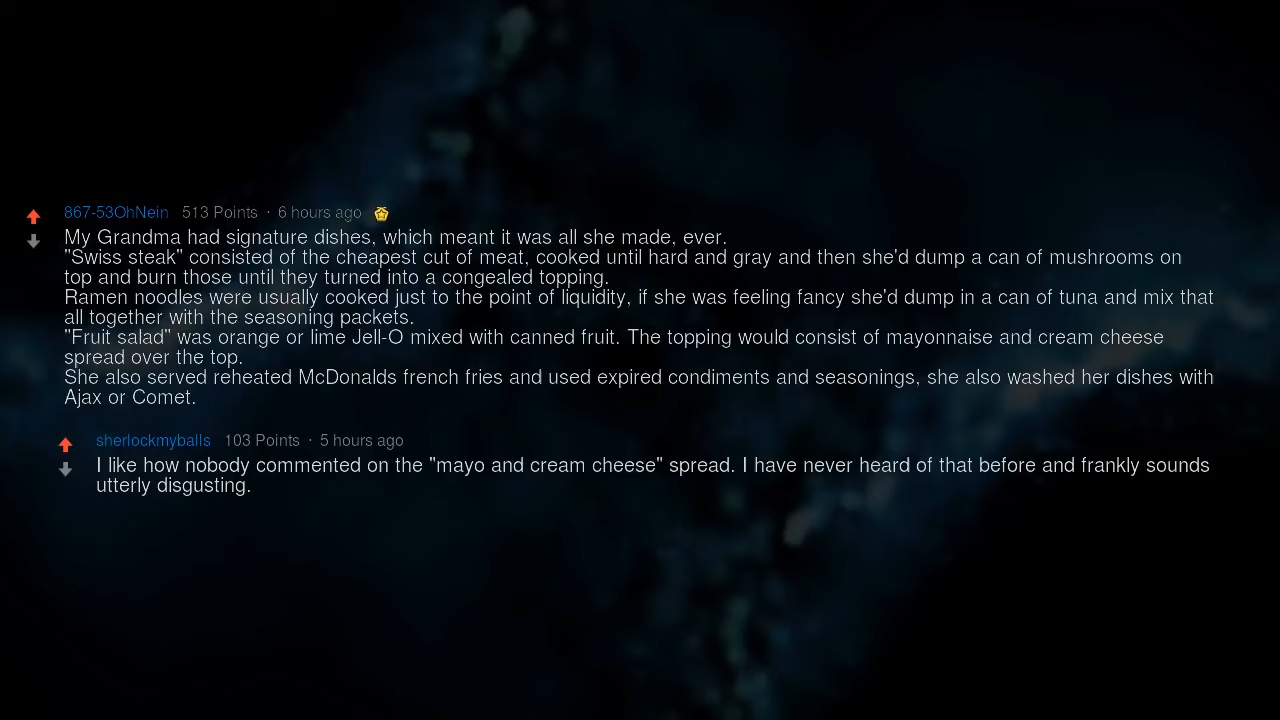 867-53OhNein 513 Points · 6 hours ago
My Grandma had signature dishes, which meant it was all she made, ever.
"Swiss steak" consisted of the cheapest cut of meat, cooked until hard and gray and then she'd dump a can of mushrooms on
top and burn those until they turned into a congealed topping.
Ramen noodles were usually cooked just to the point of liquidity, if she was feeling fancy she'd dump in a can of tuna and mix that
all together with the seasoning packets.
"Fruit salad" was orange or lime Jell-O mixed with canned fruit. The topping would consist of mayonnaise and cream cheese
spread over the top.
She also served reheated McDonalds french fries and used expired condiments and seasonings, she also washed her dishes with
Ajax or Comet.
sherlockmyballs 103 Points · 5 hours ago
I like how nobody commented on the "mayo and cream cheese" spread. I have never heard of that before and frankly sounds
utterly disgusting.